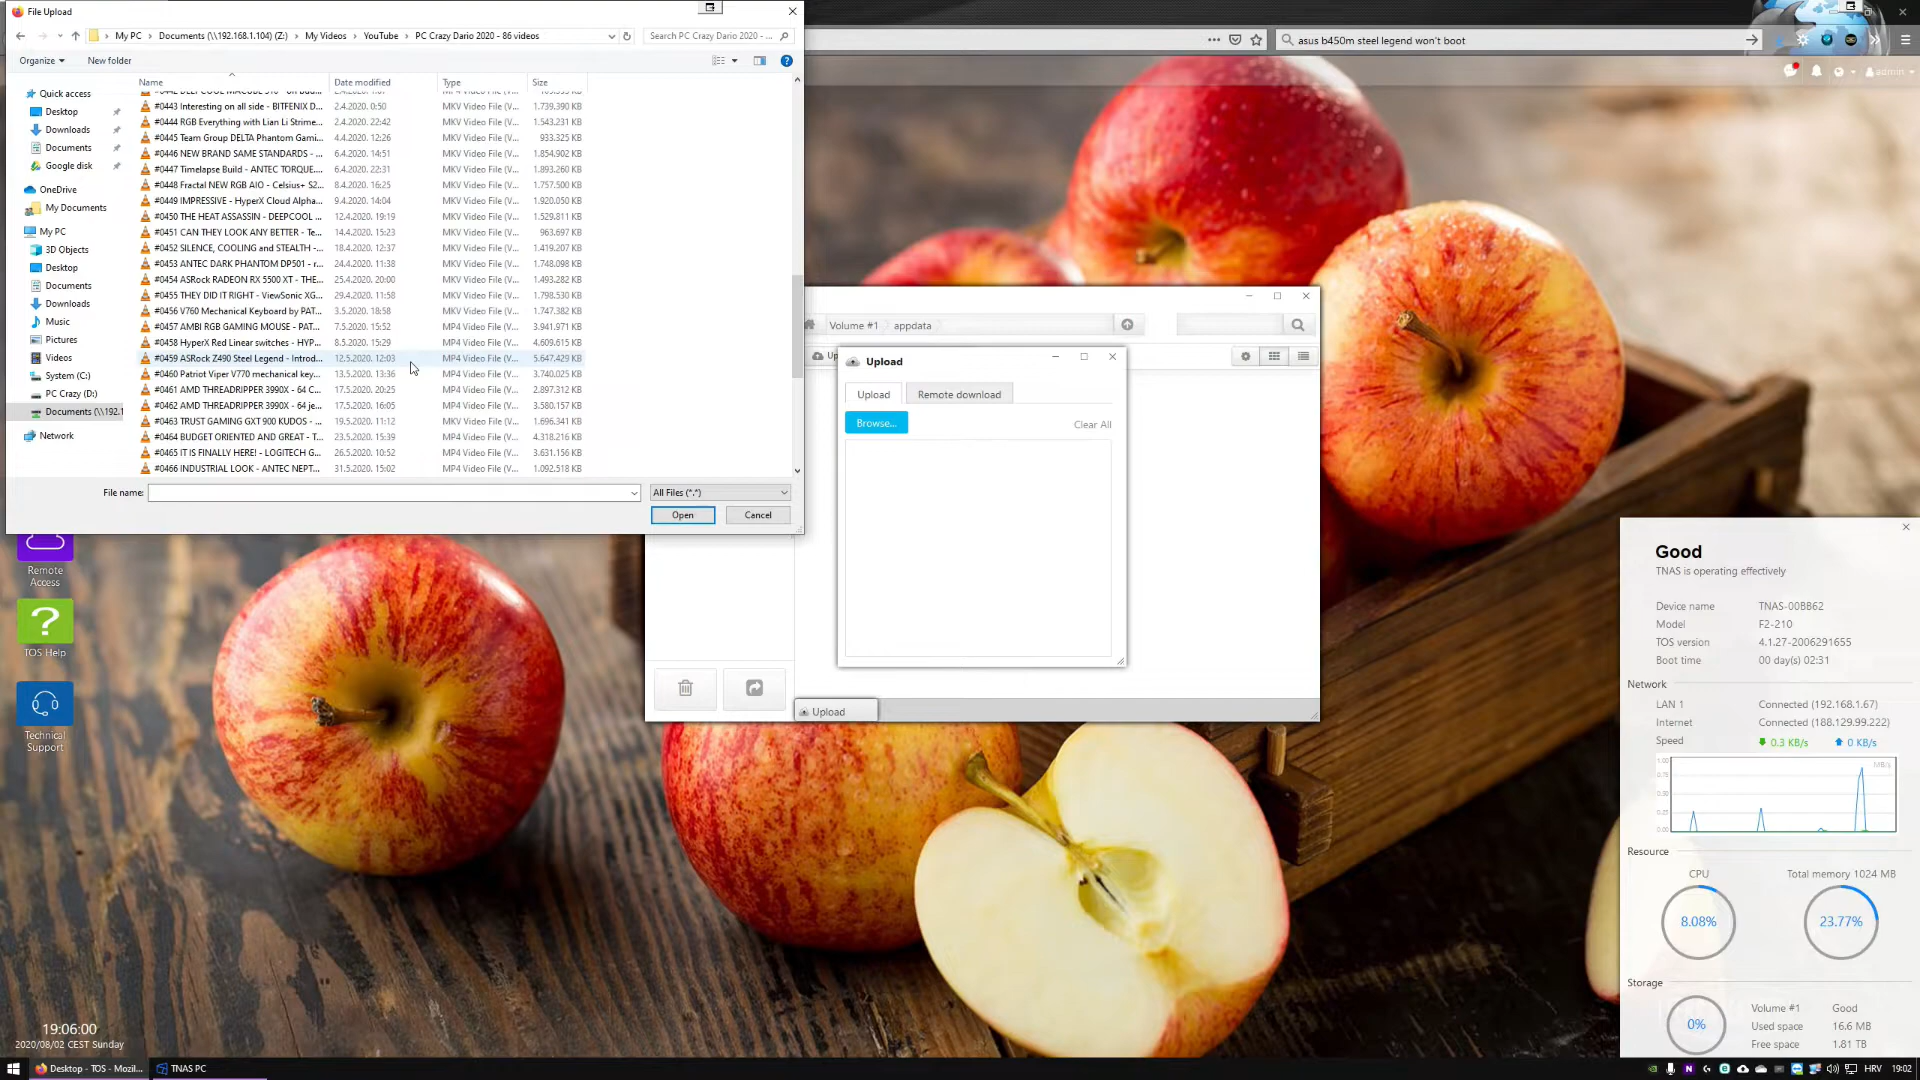 File Upload
My PC > Documents (\\192.168.1.104) (Z:) > My Videos > YouTube > PC Crazy Dario 2020 - 86 videos
Search PC Crazy Dario 2020 - ...
asus b450m steel legend won't boot
Organize
New folder
admin
Name
Date modified
Type
Size
Quick access
Desktop
Downloads
Documents
Google disk
OneDrive
My Documents
My PC
3D Objects
Desktop
Documents
Downloads
Music
Pictures
Videos
System (C:)
PC Crazy (D:)
Documents (\\192.1
Network
#0443 Interesting on all side - BITFENIX D... 2.4.2020. 0:50 MKV Video File (V... 1.739.390 KB
#0444 RGB Everything with Lian Li Strime... 2.4.2020. 22:42 MKV Video File (V... 1.543.231 KB
#0445 Team Group DELTA Phantom Gami... 4.4.2020. 12:26 MKV Video File (V... 933.325 KB
#0446 NEW BRAND SAME STANDARDS - ... 6.4.2020. 14:51 MKV Video File (V... 1.854.902 KB
#0447 Timelapse Build - ANTEC TORQUE... 6.4.2020. 22:31 MKV Video File (V... 1.893.260 KB
#0448 Fractal NEW RGB AIO - Celsius+ S2... 8.4.2020. 16:25 MKV Video File (V... 1.757.500 KB
#0449 IMPRESSIVE - HyperX Cloud Alpha... 9.4.2020. 14:04 MKV Video File (V... 1.920.050 KB
#0450 THE HEAT ASSASSIN - DEEPCOOL ... 12.4.2020. 19:19 MKV Video File (V... 1.529.811 KB
#0451 CAN THEY LOOK ANY BETTER - Te... 14.4.2020. 15:23 MKV Video File (V... 963.697 KB
#0452 SILENCE, COOLING and STEALTH -... 18.4.2020. 12:37 MKV Video File (V... 1.419.207 KB
#0453 ANTEC DARK PHANTOM DP501 - r... 24.4.2020. 11:38 MKV Video File (V... 1.748.098 KB
#0454 ASRock RADEON RX 5500 XT - THE... 25.4.2020. 20:00 MKV Video File (V... 1.493.282 KB
#0455 THEY DID IT RIGHT - ViewSonic XG... 29.4.2020. 11:58 MKV Video File (V... 1.798.530 KB
#0456 V760 Mechanical Keyboard by PAT... 3.5.2020. 18:58 MKV Video File (V... 1.747.382 KB
#0457 AMBI RGB GAMING MOUSE - PAT... 7.5.2020. 15:52 MP4 Video File (V... 3.941.971 KB
#0458 HyperX Red Linear switches - HYP... 8.5.2020. 15:29 MP4 Video File (V... 4.609.615 KB
#0459 ASRock Z490 Steel Legend - Introd... 12.5.2020. 12:03 MP4 Video File (V... 5.647.429 KB
#0460 Patriot Viper V770 mechanical key... 13.5.2020. 13:36 MP4 Video File (V... 3.740.025 KB
#0461 AMD THREADRIPPER 3990X - 64 C... 17.5.2020. 20:25 MP4 Video File (V... 2.897.312 KB
#0462 AMD THREADRIPPER 3990X - 64 je... 17.5.2020. 16:05 MP4 Video File (V... 3.580.157 KB
#0463 TRUST GAMING GXT 900 KUDOS - ... 19.5.2020. 11:12 MP4 Video File (V... 1.696.341 KB
#0464 BUDGET ORIENTED AND GREAT - T... 23.5.2020. 15:39 MP4 Video File (V... 4.318.216 KB
#0465 IT IS FINALLY HERE! - LOGITECH G... 26.5.2020. 10:52 MP4 Video File (V... 3.631.156 KB
#0466 INDUSTRIAL LOOK - ANTEC NEPT... 31.5.2020. 15:02 MP4 Video File (V... 1.092.518 KB
File name:
All Files (*.*)
Open
Cancel
Volume #1
appdata
Up
Upload
Upload
Remote download
Browse...
Clear All
Upload
Remote Access
?
TOS Help
Technical Support
Good
TNAS is operating effectively
Device name TNAS-00BB62
Model F2-210
TOS version 4.1.27-2006291655
Boot time 00 day(s) 02:31
Network
LAN 1 Connected (192.168.1.67)
Internet Connected (188.129.99.222)
Speed 0.3 KB/s 0 KB/s
1.00
MB/s
0.75
0.50
0.25
0.00
Resource
CPU
Total memory 1024 MB
8.08%
23.77%
Storage
0%
Volume #1 Good
Used space 16.6 MB
Free space 1.81 TB
19:06:00
2020/08/02 CEST Sunday
Desktop - TOS - Mozil...
TNAS PC
HRV
19:02